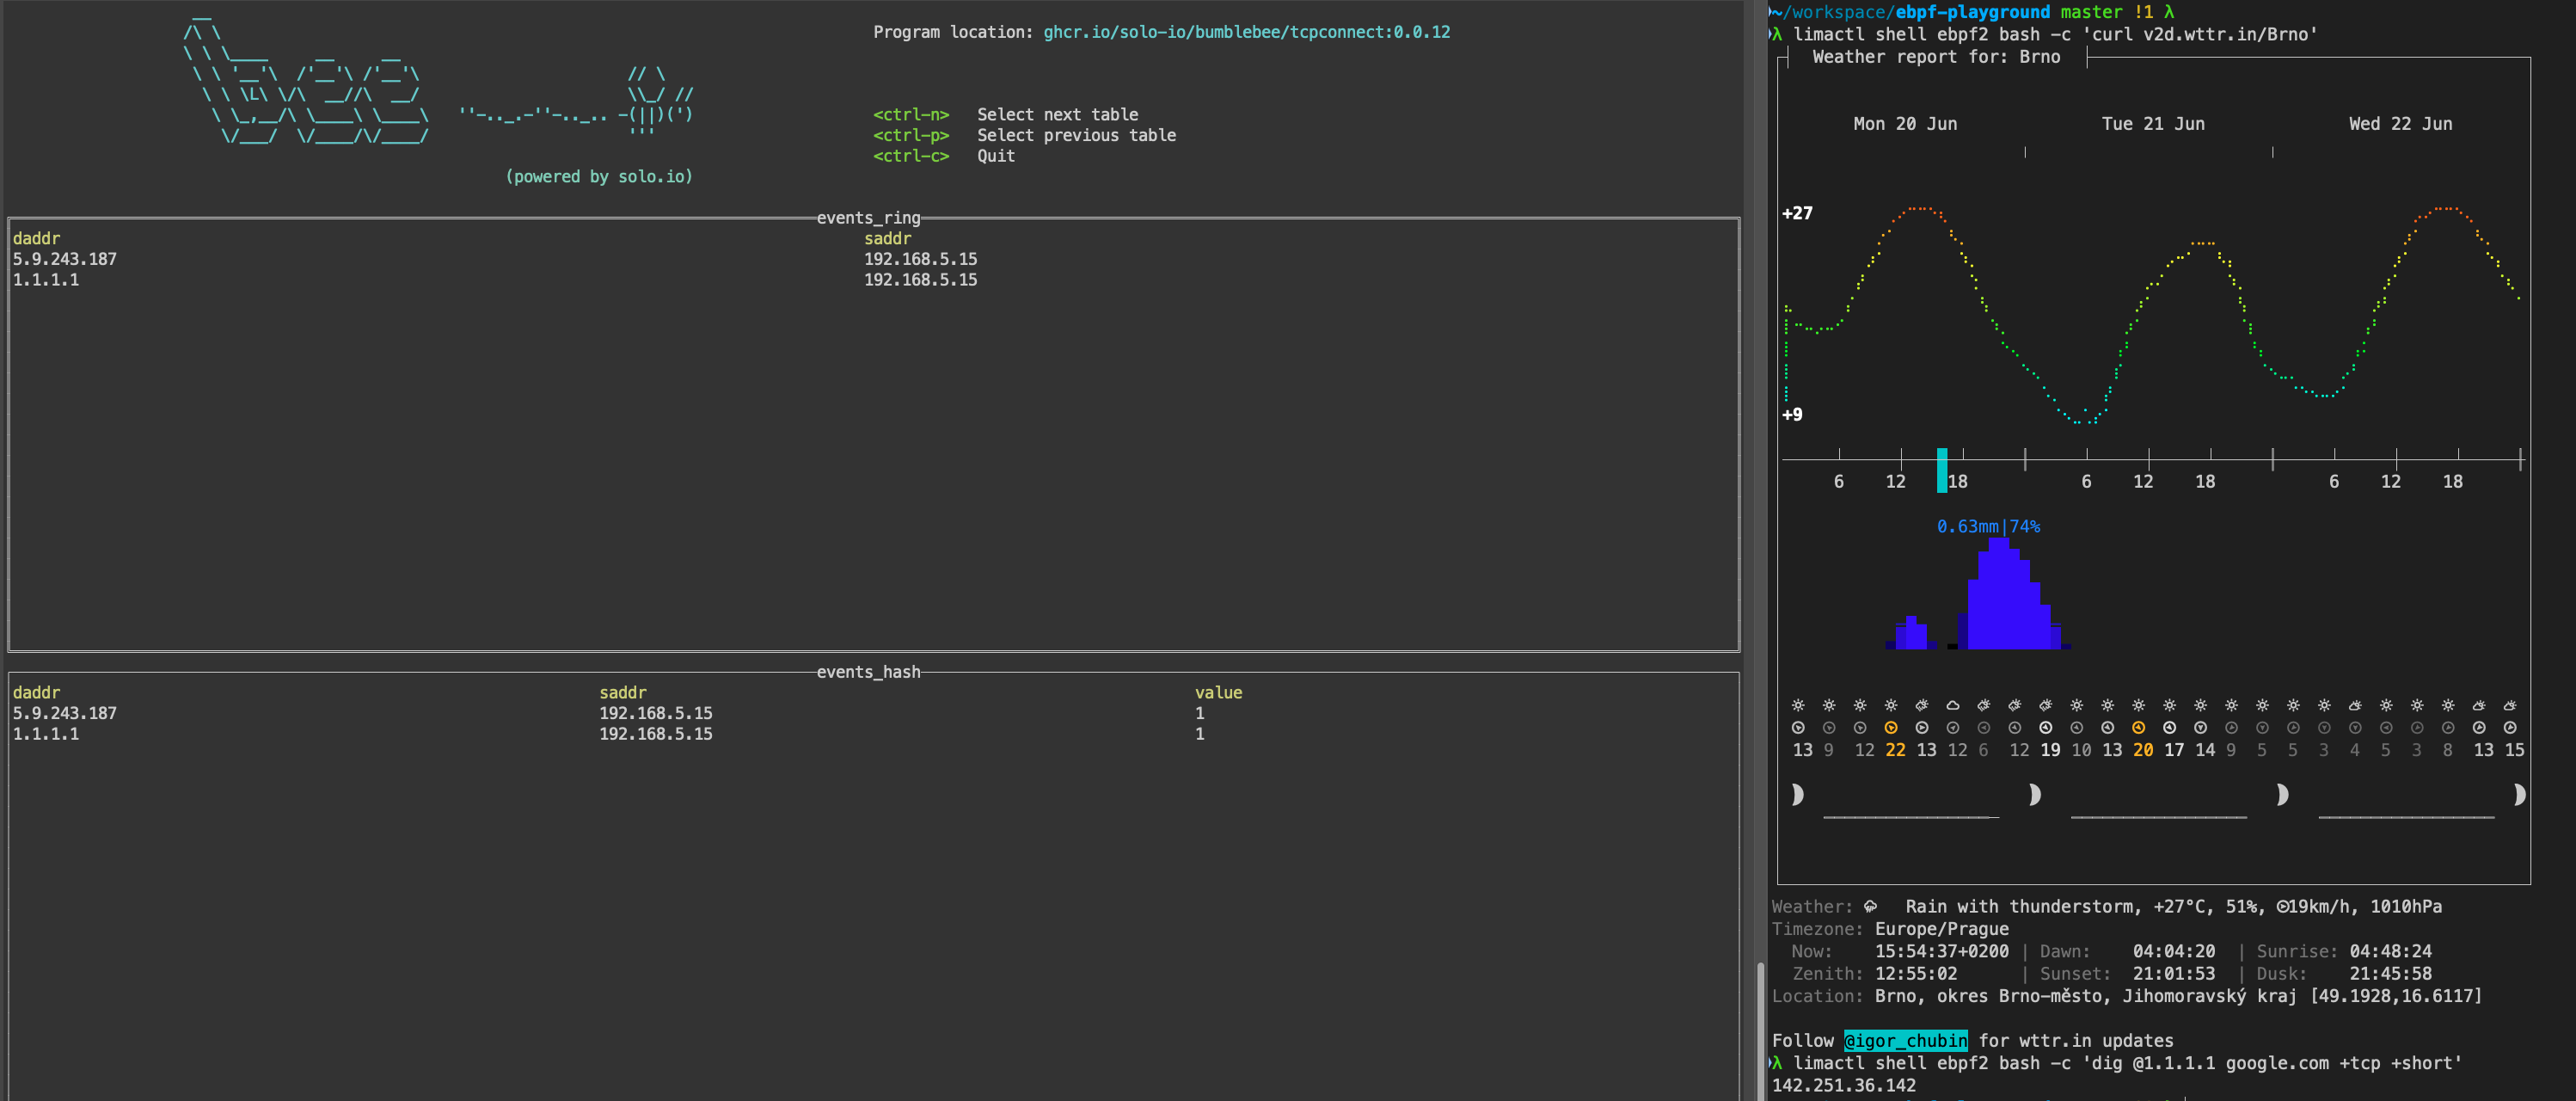 Program location: ghcr.io/solo-io/bumblebee/tcpconnect:0.0.12
<ctrl-n> Select next table
<ctrl-p> Select previous table
<ctrl-c> Quit
(powered by solo.io)
events_ring
daddr saddr
5.9.243.187 192.168.5.15
1.1.1.1 192.168.5.15
events_hash
daddr saddr value
5.9.243.187 192.168.5.15 1
1.1.1.1 192.168.5.15 1
~/workspace/ebpf-playground master !1 λ
λ limactl shell ebpf2 bash -c 'curl v2d.wttr.in/Brno'
Weather report for: Brno
Mon 20 Jun Tue 21 Jun Wed 22 Jun
+27
+9
6 12 18 6 12 18 6 12 18
0.63mm|74%
13 9 12 22 13 12 6 12 19 10 13 20 17 14 9 5 5 3 4 5 3 8 13 15
Weather: Rain with thunderstorm, +27°C, 51%, 19km/h, 1010hPa
Timezone: Europe/Prague
Now: 15:54:37+0200 | Dawn: 04:04:20 | Sunrise: 04:48:24
Zenith: 12:55:02 | Sunset: 21:01:53 | Dusk: 21:45:58
Location: Brno, okres Brno-město, Jihomoravský kraj [49.1928,16.6117]
Follow @igor_chubin for wttr.in updates
λ limactl shell ebpf2 bash -c 'dig @1.1.1.1 google.com +tcp +short'
142.251.36.142